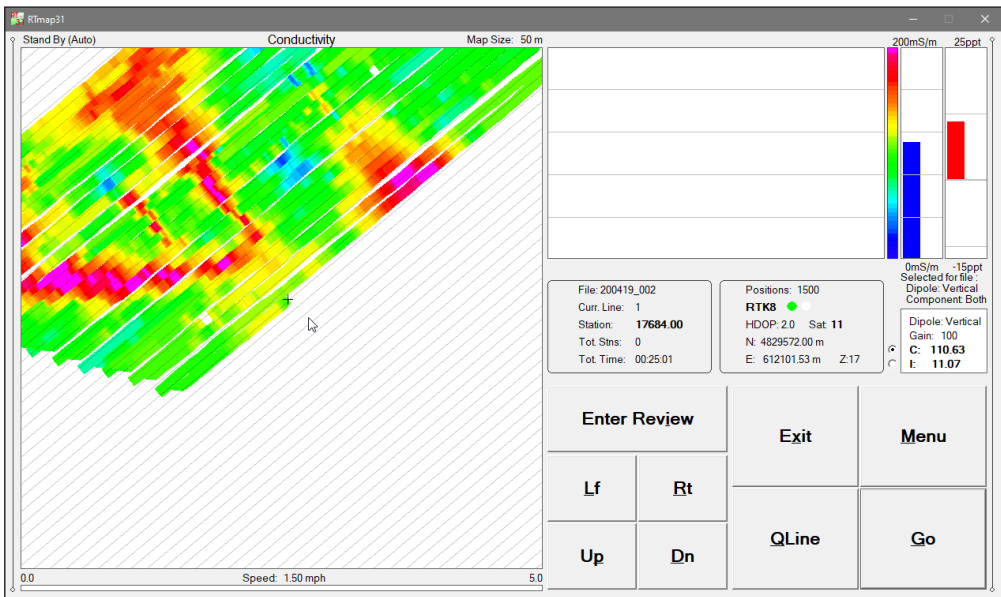 RTmap31
Stand By (Auto)
Conductivity
Map Size: 50 m
200mS/m
25ppt
0mS/m
-15ppt
Selected for file :
Dipole: Vertical
Component: Both
File: 200419_002
Curr. Line: 1
Station: 17684.00
Tot. Stns: 0
Tot. Time: 00:25:01
Positions: 1500
RTK8
HDOP: 2.0 Sat: 11
N: 4829572.00 m
E: 612101.53 m Z:17
Dipole: Vertical
Gain: 100
C: 110.63
I: 11.07
Enter Review
Exit
Menu
Lf
Rt
Up
Dn
QLine
Go
0.0
Speed: 1.50 mph
5.0